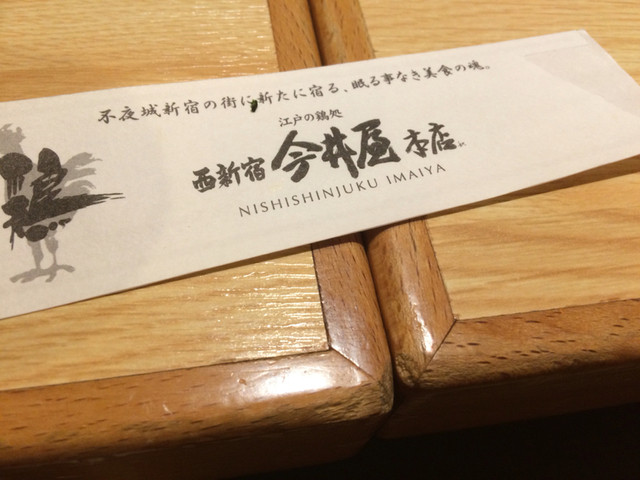 不夜城新宿の街に新たに宿る、眠る事なき美食の魂。
江戸の鶏処
西新宿 今井屋 本店
NISHISHINJUKU IMAIYA